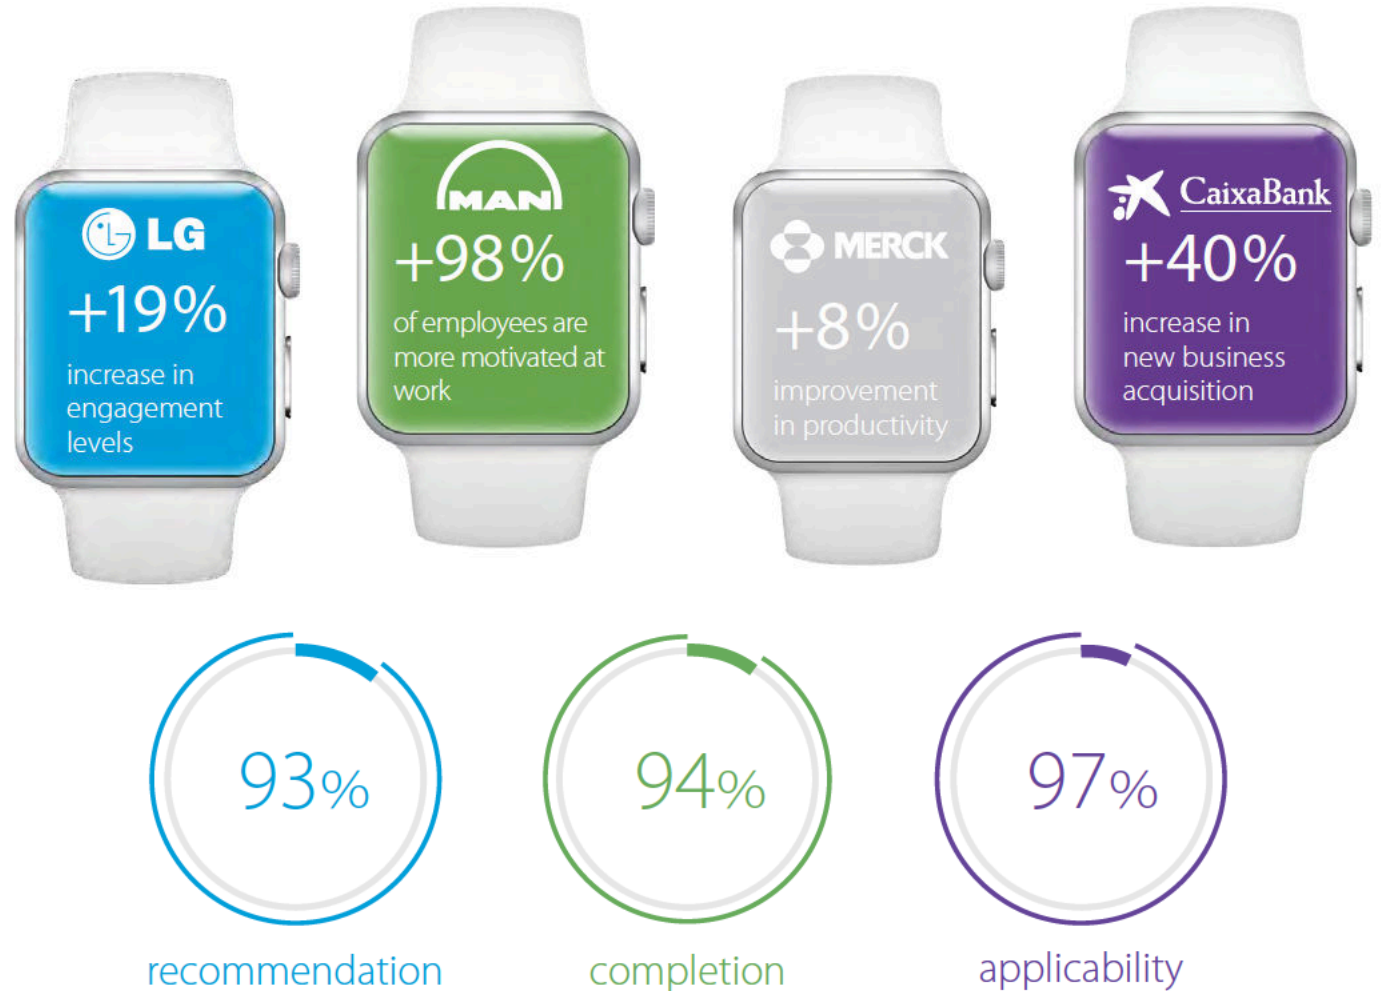 LG
+19%
increase in
engagement
levels
MAN
+98%
of employees are
more motivated at
work
MERCK
+8%
improvement
in productivity
CaixaBank
+40%
increase in
new business
acquisition
93%
recommendation
94%
completion
97%
applicability